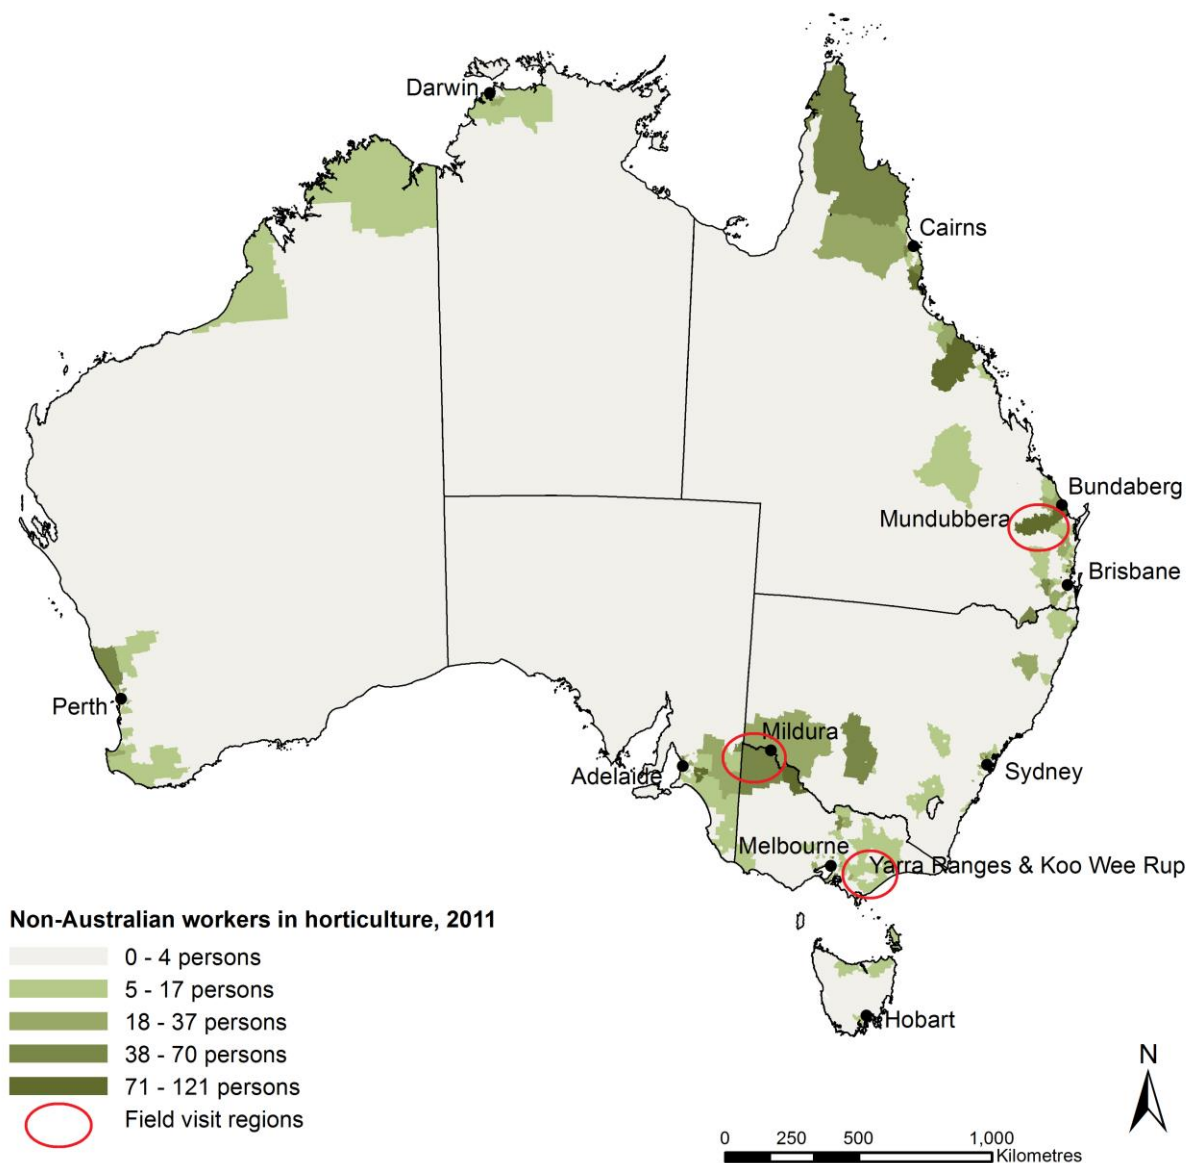 Darwin
Cairns
Bundaberg
Mundubbera
Brisbane
Perth
Mildura
Adelaide
Sydney
Melbourne
Yarra Ranges & Koo Wee Rup
Hobart
Non-Australian workers in horticulture, 2011
0 - 4 persons
5 - 17 persons
18 - 37 persons
38 - 70 persons
71 - 121 persons
Field visit regions
N
0 250 500 1,000
Kilometres